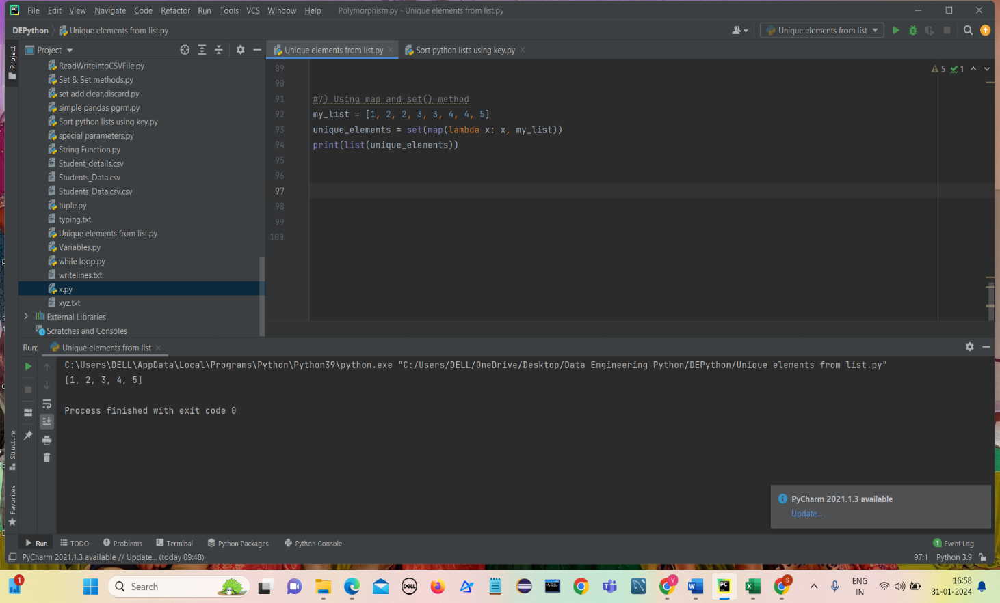 File Edit View Navigate Code Refactor Run Tools VCS Window Help Polymorphism.py - Unique elements from list.py
DEPython Unique elements from list.py Unique elements from list
Project Unique elements from list.py Sort python lists using key.py
Project
ReadWriteintoCSVFile.py
Set & Set methods.py
set add,clear,discard.py
simple pandas pgrm.py
Sort python lists using key.py
special parameters.py
String Function.py
Student_details.csv
Students_Data.csv
Students_Data.csv.csv
tuple.py
typing.txt
Unique elements from list.py
Variables.py
while loop.py
writelines.txt
x.py
xyz.txt
External Libraries
Scratches and Consoles
89 5 1
90
91 #7) Using map and set() method
92 my_list = [1, 2, 2, 3, 3, 4, 4, 5]
93 unique_elements = set(map(lambda x: x, my_list))
94 print(list(unique_elements))
95
96
97
98
99
100
Run: Unique elements from list
C:\Users\DELL\AppData\Local\Programs\Python\Python39\python.exe "C:/Users/DELL/OneDrive/Desktop/Data Engineering Python/DEPython/Unique elements from list.py"
[1, 2, 3, 4, 5]
Process finished with exit code 0
Structure
Favorites
PyCharm 2021.1.3 available
Update...
Run TODO Problems Terminal Python Packages Python Console 1 Event Log
PyCharm 2021.1.3 available // Update... (today 09:48) 97:1 Python 3.9
1 Search DELL MySQL V W PC X S ENG 16:58
IN 31-01-2024